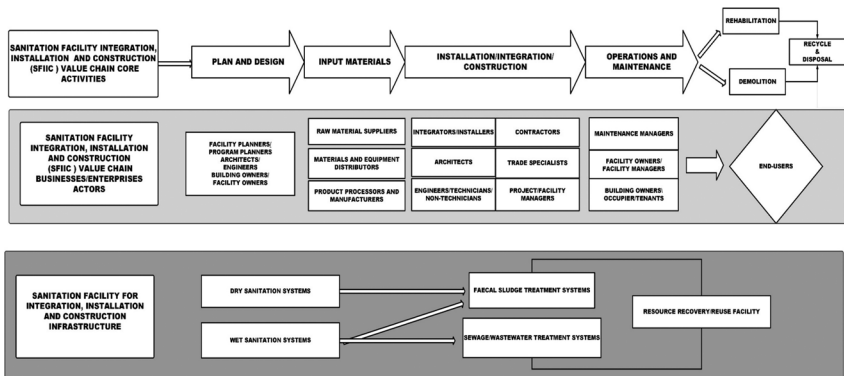 SANITATION FACILITY INTEGRATION,
INSTALLATION AND CONSTRUCTION
(SFIIC ) VALUE CHAIN CORE
ACTIVITIES
PLAN AND DESIGN
INPUT MATERIALS
INSTALLATION/INTEGRATION/
CONSTRUCTION
OPERATIONS AND
MAINTENANCE
REHABILITATION
DEMOLITION
RECYCLE
&
DISPOSAL
SANITATION FACILITY
INTEGRATION, INSTALLATION
AND CONSTRUCTION
(SFIIC ) VALUE CHAIN
BUSINESSES/ENTERPRISES
ACTORS
FACILITY PLANNERS/
PROGRAM PLANNERS
ARCHITECTS/
ENGINEERS
BUILDING OWNERS/
FACILITY OWNERS
RAW MATERIAL SUPPLIERS
MATERIALS AND EQUIPMENT
DISTRIBUTORS
PRODUCT PROCESSORS AND
MANUFACTURERS
INTEGRATORS/INSTALLERS
ARCHITECTS
ENGINEERS/TECHNICIANS/
NON-TECHNICIANS
CONTRACTORS
TRADE SPECIALISTS
PROJECT/FACILITY
MANAGERS
MAINTENANCE MANAGERS
FACILITY OWNERS/
FACILITY MANAGERS
BUILDING OWNERS/
OCCUPIER/TENANTS
END-USERS
SANITATION FACILITY FOR
INTEGRATION, INSTALLATION
AND CONSTRUCTION
INFRASTRUCTURE
DRY SANITATION SYSTEMS
WET SANITATION SYSTEMS
FAECAL SLUDGE TREATMENT SYSTEMS
SEWAGE/WASTEWATER TREATMENT SYSTEMS
RESOURCE RECOVERY/REUSE FACILITY